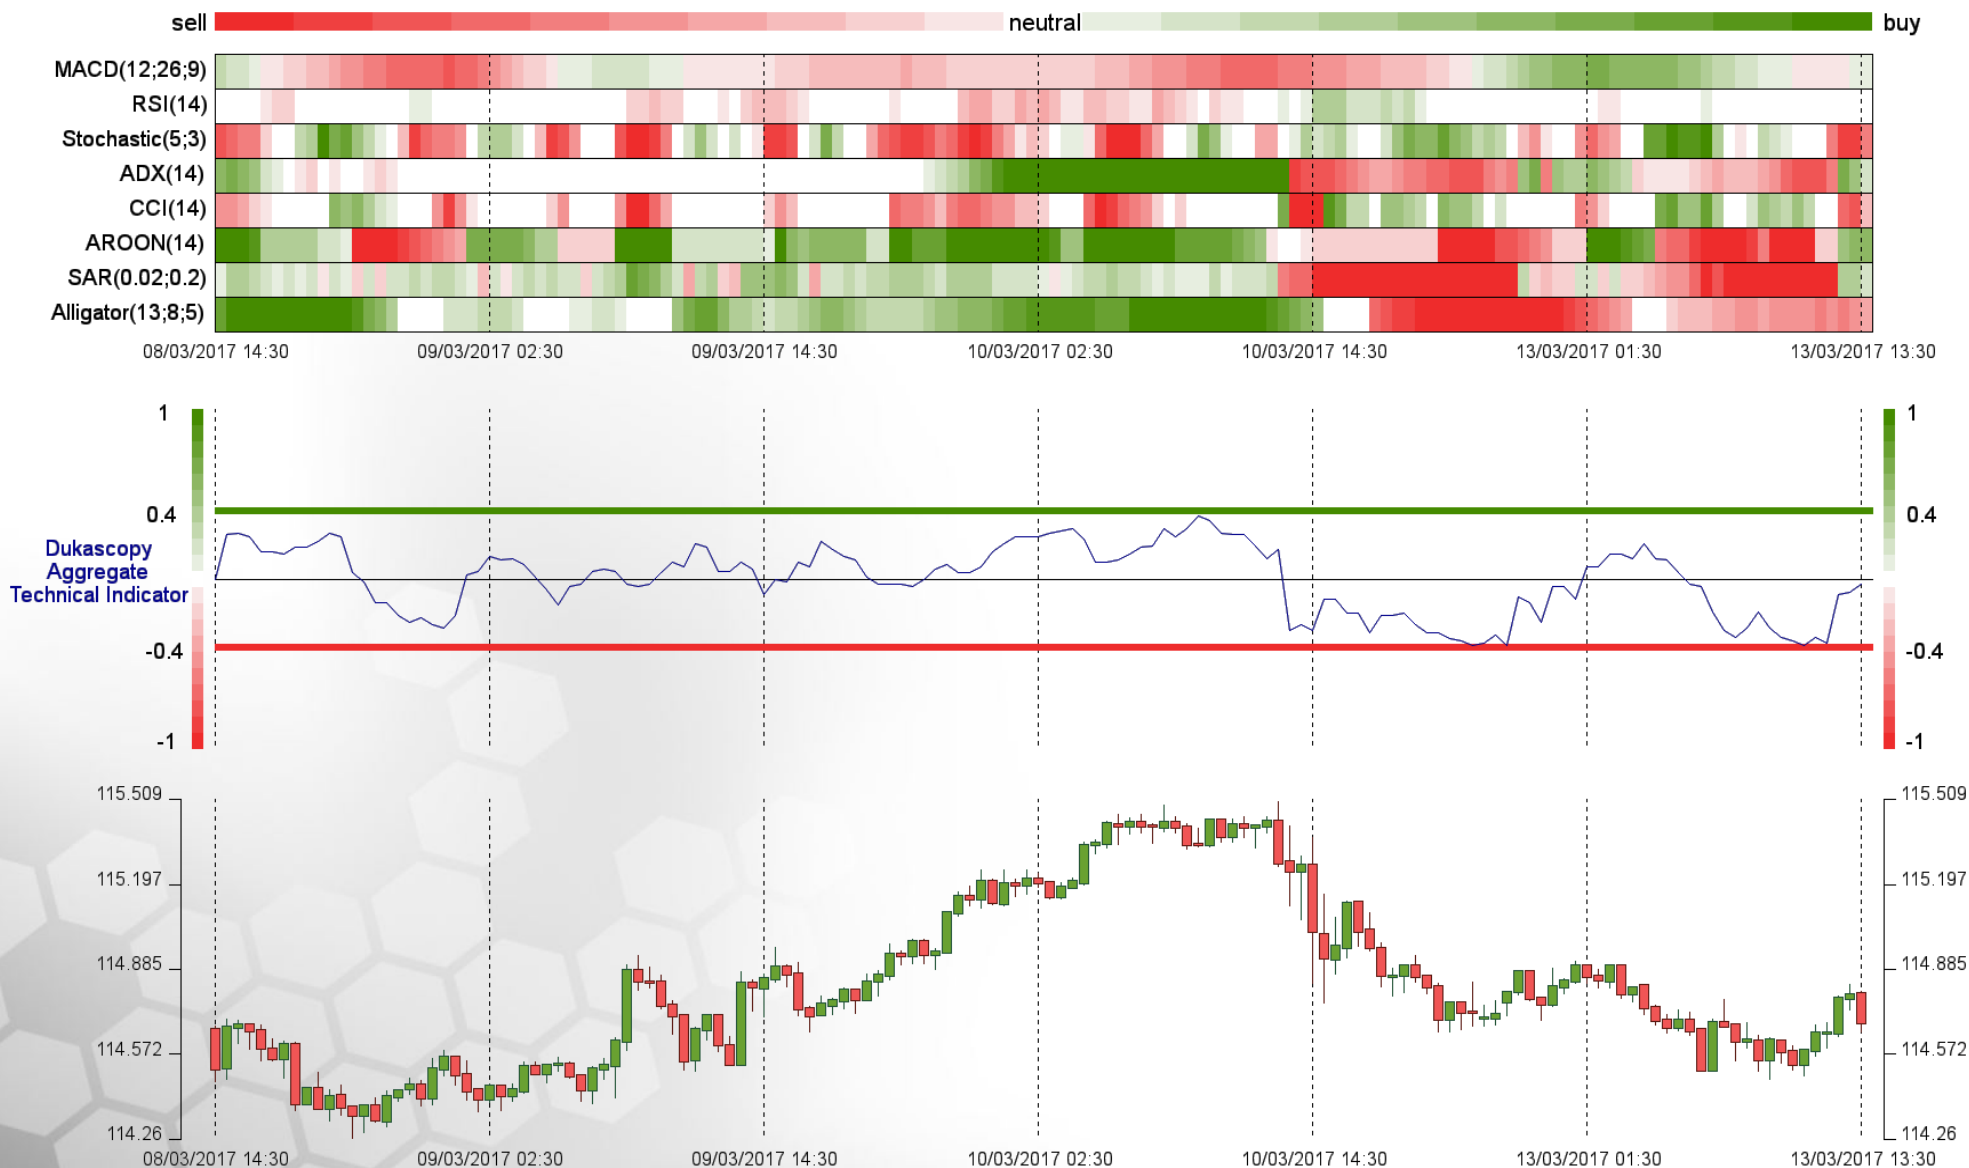 sell neutral buy
MACD(12;26;9)
RSI(14)
Stochastic(5;3)
ADX(14)
CCI(14)
AROON(14)
SAR(0.02;0.2)
Alligator(13;8;5)
08/03/2017 14:30 09/03/2017 02:30 09/03/2017 14:30 10/03/2017 02:30 10/03/2017 14:30 13/03/2017 01:30 13/03/2017 13:30
1 1
0.4 0.4
Dukascopy
Aggregate
Technical Indicator
-0.4 -0.4
-1 -1
115.509 115.509
115.197 115.197
114.885 114.885
114.572 114.572
114.26 114.26
08/03/2017 14:30 09/03/2017 02:30 09/03/2017 14:30 10/03/2017 02:30 10/03/2017 14:30 13/03/2017 01:30 13/03/2017 13:30